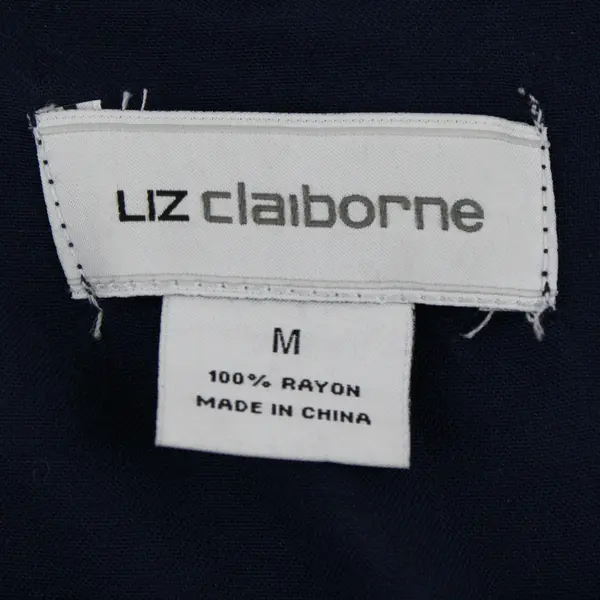 LIZ claiborne
M
100% RAYON
MADE IN CHINA